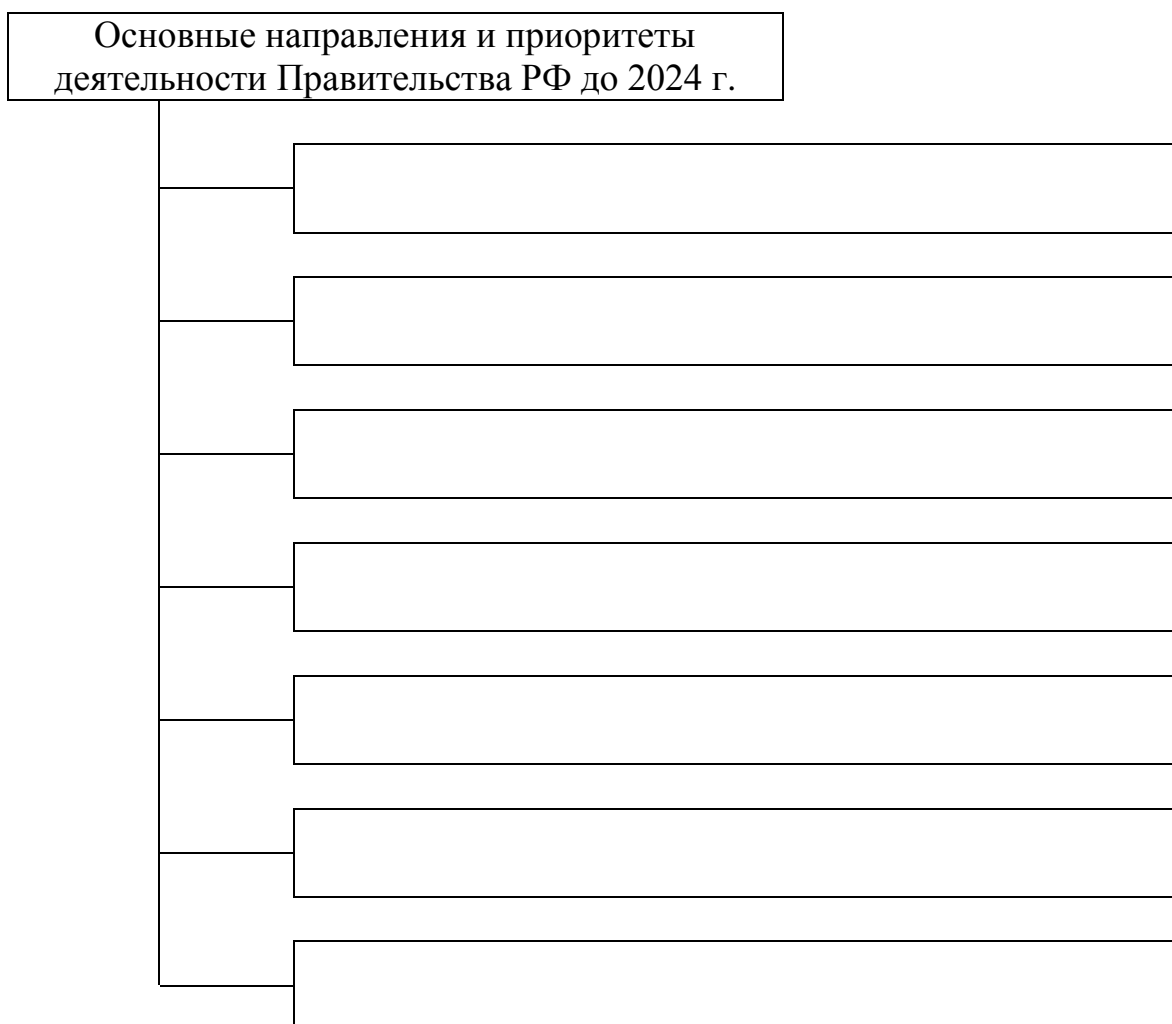 Основные направления и приоритеты
деятельности Правительства РФ до 2024 г.